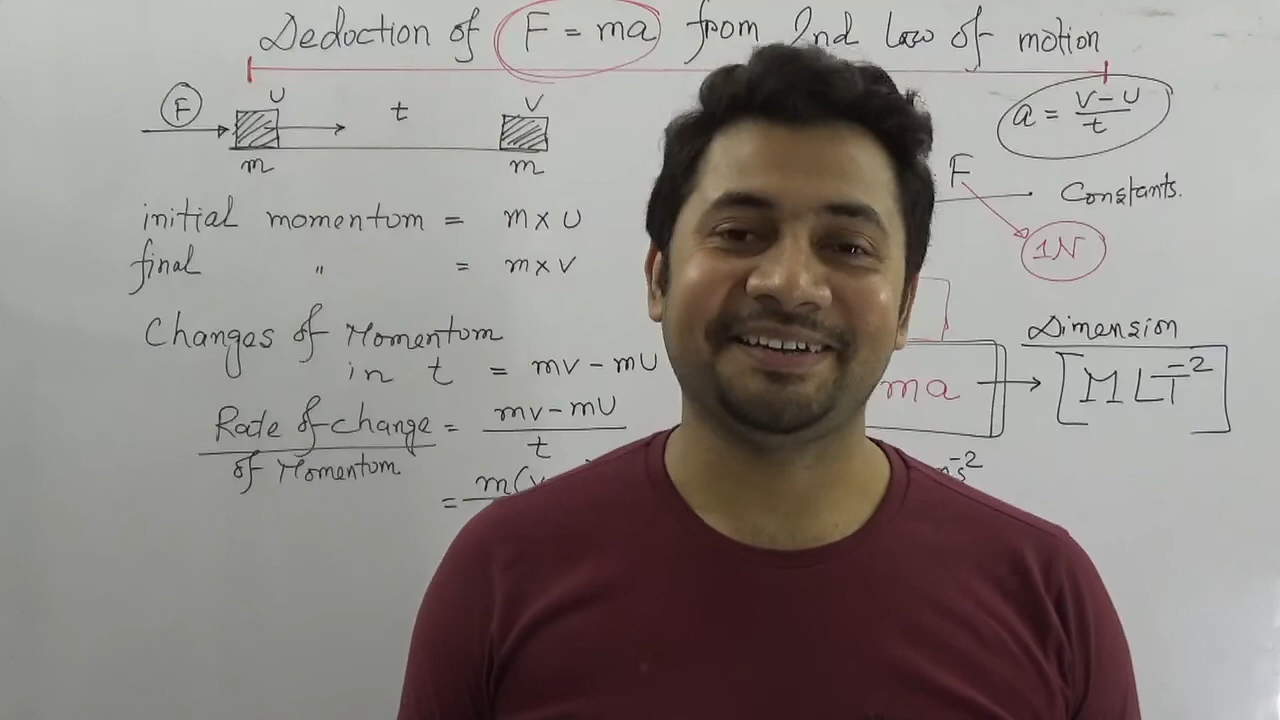 Deduction of F = ma from 2nd law of motion
F U t V
m m
a = V-U/t
initial momentum = m x U
final " = m x V
Changes of Momentum
in t = mv - mU
Rate of change = mv - mU / t
of Momentum
= m(v
F Constants.
1N
Dimension
ma [MLT⁻²]
s⁻²